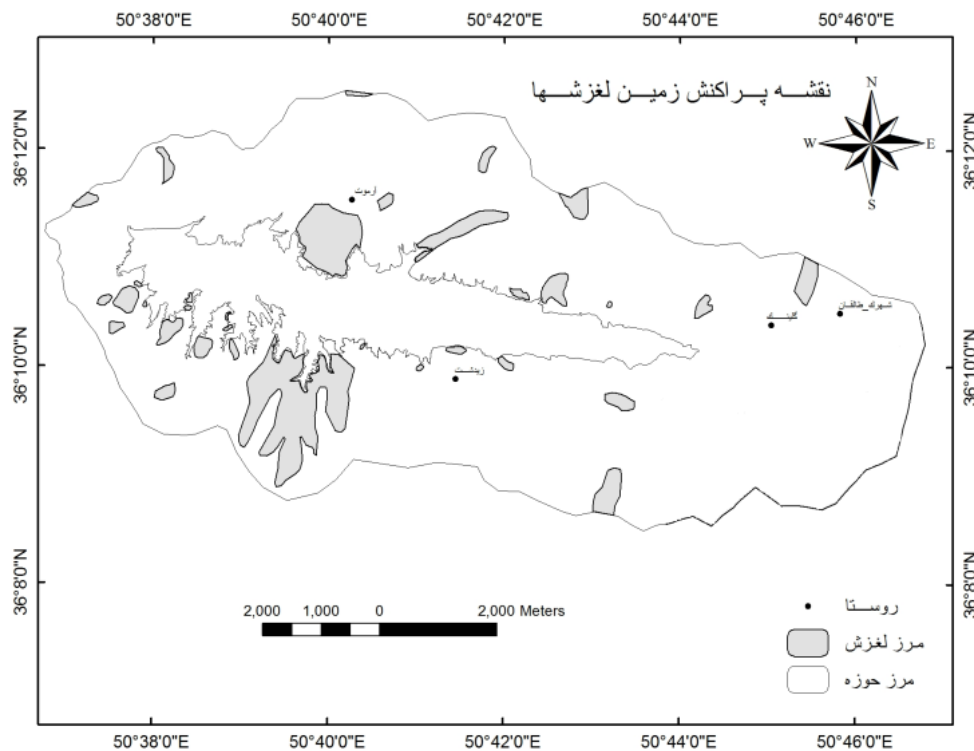 50°38'0"E 50°40'0"E 50°42'0"E 50°44'0"E 50°46'0"E
نقشه پراکنش زمین لغزشها
N
W E
S
36°12'0"N 36°12'0"N
ارموت
شهرک_طالقان
گلینک
36°10'0"N 36°10'0"N
زیدشت
36°8'0"N 36°8'0"N
2,000 1,000 0 2,000 Meters
روستا
مرز لغزش
مرز حوزه
50°38'0"E 50°40'0"E 50°42'0"E 50°44'0"E 50°46'0"E